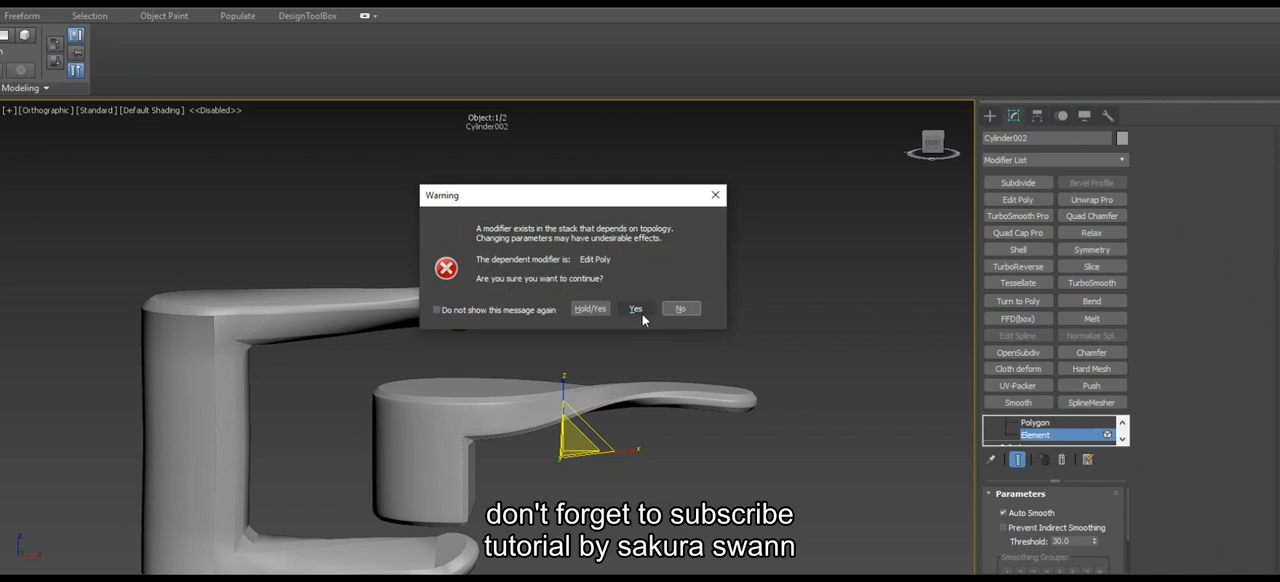 Freeform Selection Object Paint Populate DesignToolBox
Modeling
[+] [Orthographic] [Standard] [Default Shading] <<Disabled>>
Object:1/2
Cylinder002
Cylinder002
Modifier List
Subdivide Bevel Profile
Edit Poly Unwrap Pro
TurboSmooth Pro Quad Chamfer
Quad Cap Pro Relax
Shell Symmetry
TurboReverse Slice
Tessellate TurboSmooth
Turn to Poly Bend
FFD(box) Melt
Edit Spline Normalize Spl.
OpenSubdiv Chamfer
Cloth deform Hard Mesh
UV-Packer Push
Smooth SplineMesher
Polygon
Element
Parameters
Auto Smooth
Prevent Indirect Smoothing
Threshold: 30.0
Smoothing Groups:
Warning
A modifier exists in the stack that depends on topology.
Changing parameters may have undesirable effects.
The dependent modifier is: Edit Poly
Are you sure you want to continue?
Do not show this message again Hold/Yes Yes No
z
x
z
x
don't forget to subscribe
tutorial by sakura swann